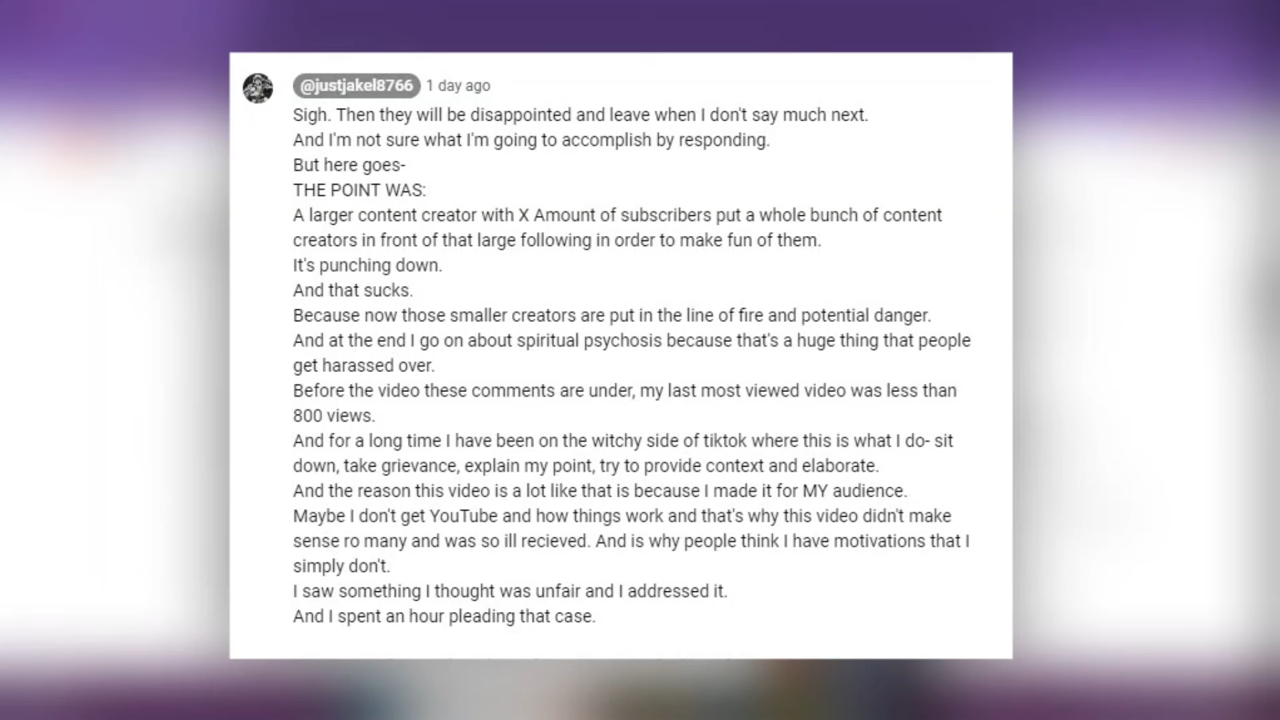 @justjakel8766 1 day ago
Sigh. Then they will be disappointed and leave when I don't say much next.
And I'm not sure what I'm going to accomplish by responding.
But here goes-
THE POINT WAS:
A larger content creator with X Amount of subscribers put a whole bunch of content
creators in front of that large following in order to make fun of them.
It's punching down.
And that sucks.
Because now those smaller creators are put in the line of fire and potential danger.
And at the end I go on about spiritual psychosis because that's a huge thing that people
get harassed over.
Before the video these comments are under, my last most viewed video was less than
800 views.
And for a long time I have been on the witchy side of tiktok where this is what I do- sit
down, take grievance, explain my point, try to provide context and elaborate.
And the reason this video is a lot like that is because I made it for MY audience.
Maybe I don't get YouTube and how things work and that's why this video didn't make
sense ro many and was so ill recieved. And is why people think I have motivations that I
simply don't.
I saw something I thought was unfair and I addressed it.
And I spent an hour pleading that case.